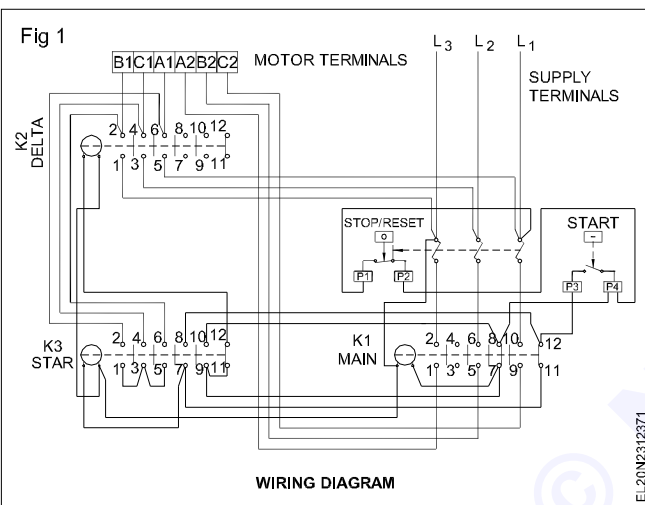 Fig 1
B1 C1 A1 A2 B2 C2 MOTOR TERMINALS
L3 L2 L1
SUPPLY
TERMINALS
K2
DELTA
2 4 6 8 10 12
1 3 5 7 9 11
STOP/RESET
O
P1 P2
START
-
P3 P4
K3
STAR
2 4 6 8 10 12
1 3 5 7 9 11
K1
MAIN
2 4 6 8 10 12
1 3 5 7 9 11
WIRING DIAGRAM
EL20N2312371
©